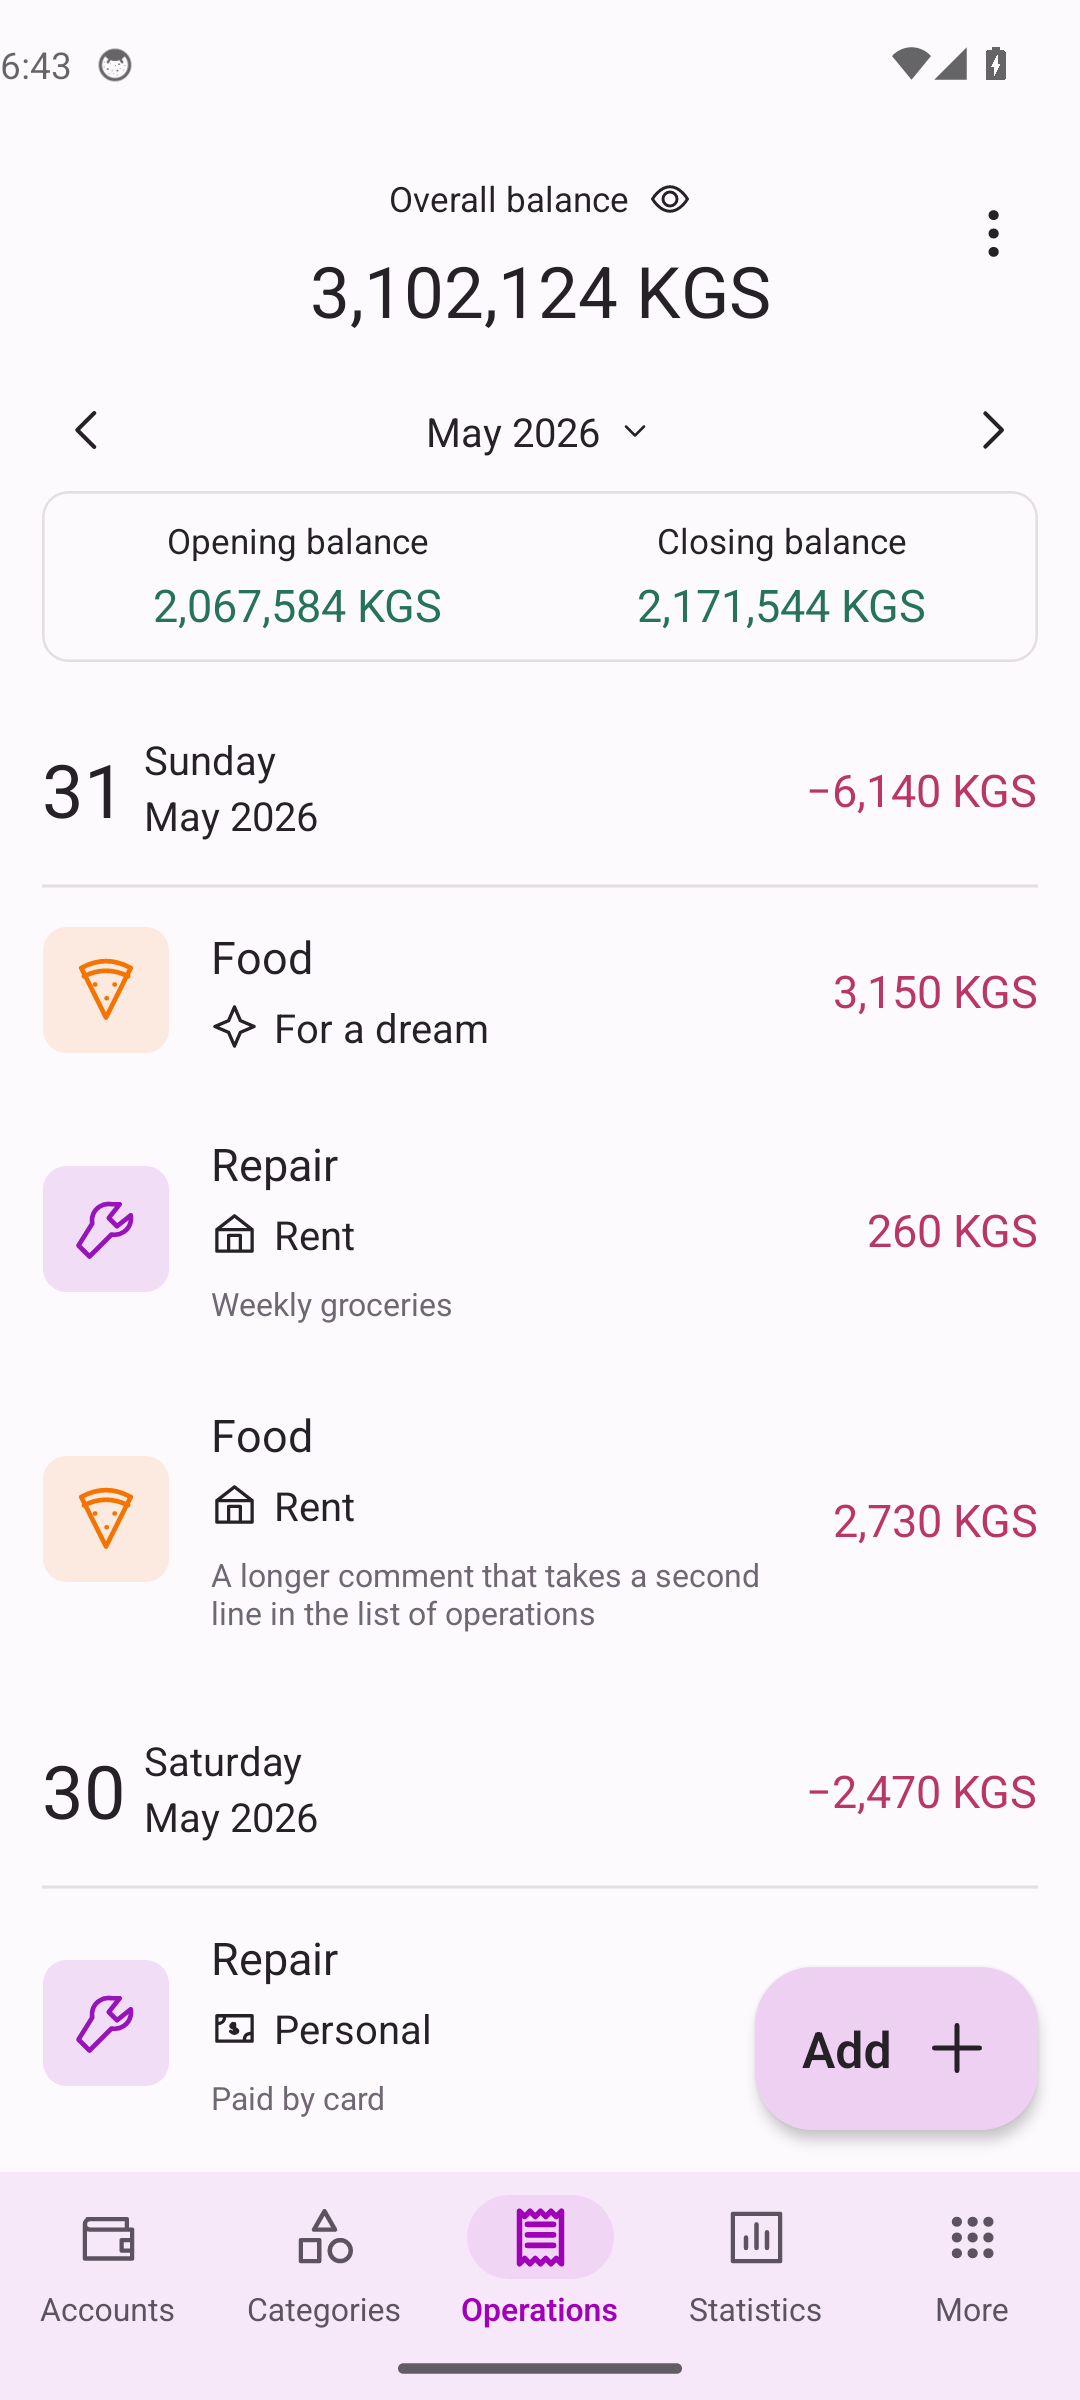 6:43
Overall balance
3,102,124 KGS
May 2026
Opening balance
Closing balance
2,067,584 KGS
2,171,544 KGS
31
Sunday
May 2026
−6,140 KGS
Food
For a dream
3,150 KGS
Repair
Rent
Weekly groceries
260 KGS
Food
Rent
A longer comment that takes a second
line in the list of operations
2,730 KGS
30
Saturday
May 2026
−2,470 KGS
Repair
Personal
Paid by card
Add
Accounts
Categories
Operations
Statistics
More